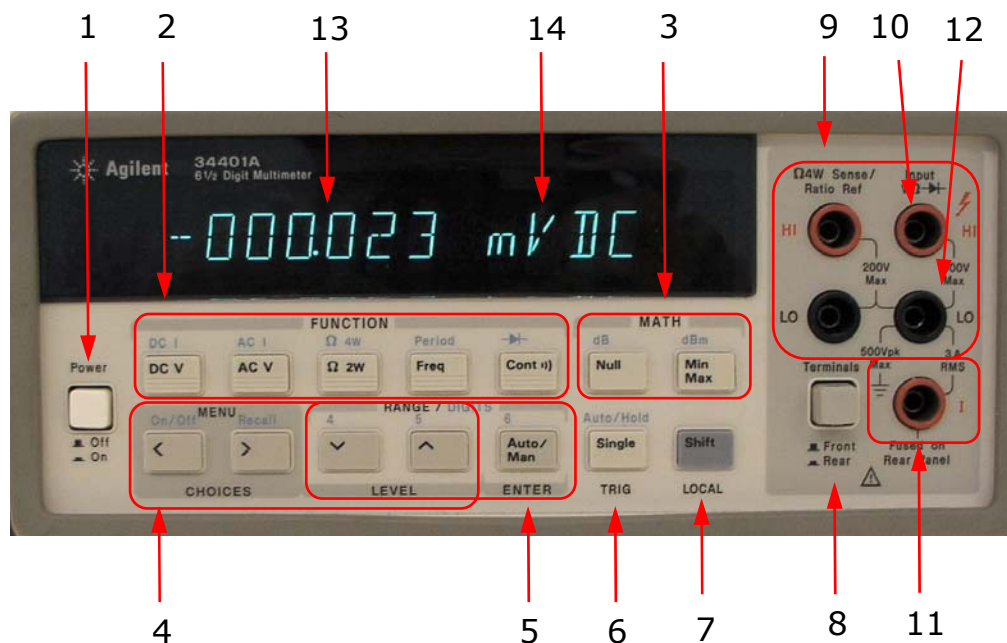 1 2 13 14 3 9 10 12
Agilent 34401A
6½ Digit Multimeter
-000.023 mV DC
Ω4W Sense/ Ratio Ref
Input
HI HI
200V Max
Max
LO LO
500Vpk Max
3A RMS
FUNCTION
DC I AC I Ω 4W Period
DC V AC V Ω 2W Freq Cont
MATH
dB dBm
Null Min Max
Power
Off
On
MENU
On/Off Recall
< >
CHOICES
RANGE / DIGITS
4 5 6
Auto/ Man
LEVEL
ENTER
Auto/Hold
Single
TRIG
Shift
LOCAL
Terminals
Front
Rear
I
Fused on
Rear Panel
4 5 6 7 8 11